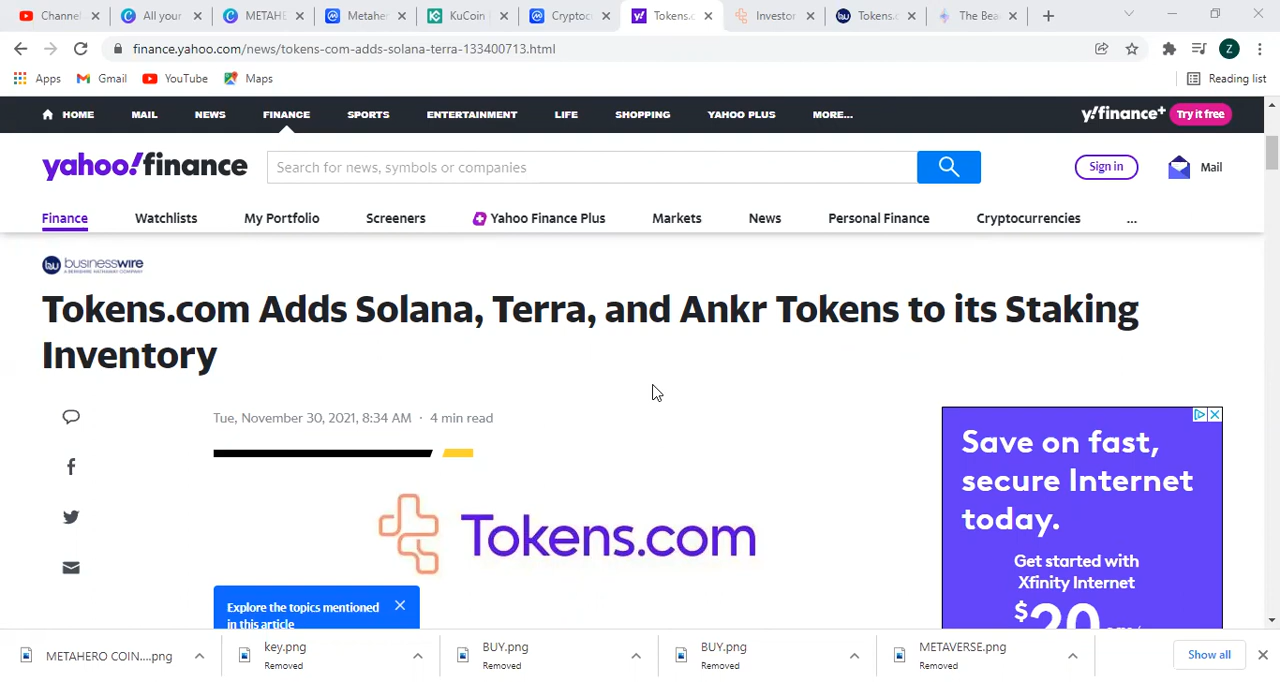 Channel
All your
METAHE
Metaher
KuCoin
Cryptoc
Tokens.c
Investor
Tokens.c
The Bea
finance.yahoo.com/news/tokens-com-adds-solana-terra-133400713.html
Z
Apps
Gmail
YouTube
Maps
Reading list
HOME
MAIL
NEWS
FINANCE
SPORTS
ENTERTAINMENT
LIFE
SHOPPING
YAHOO PLUS
MORE...
y!finance+
Try it free
yahoo!finance
Search for news, symbols or companies
Sign in
Mail
Finance
Watchlists
My Portfolio
Screeners
Yahoo Finance Plus
Markets
News
Personal Finance
Cryptocurrencies
...
businesswire
A BERKSHIRE HATHAWAY COMPANY
Tokens.com Adds Solana, Terra, and Ankr Tokens to its Staking
Inventory
Tue, November 30, 2021, 8:34 AM · 4 min read
Tokens.com
Explore the topics mentioned
in this article
Save on fast,
secure Internet
today.
Get started with
Xfinity Internet
$20
METAHERO COIN....png
key.png
Removed
BUY.png
Removed
BUY.png
Removed
METAVERSE.png
Removed
Show all